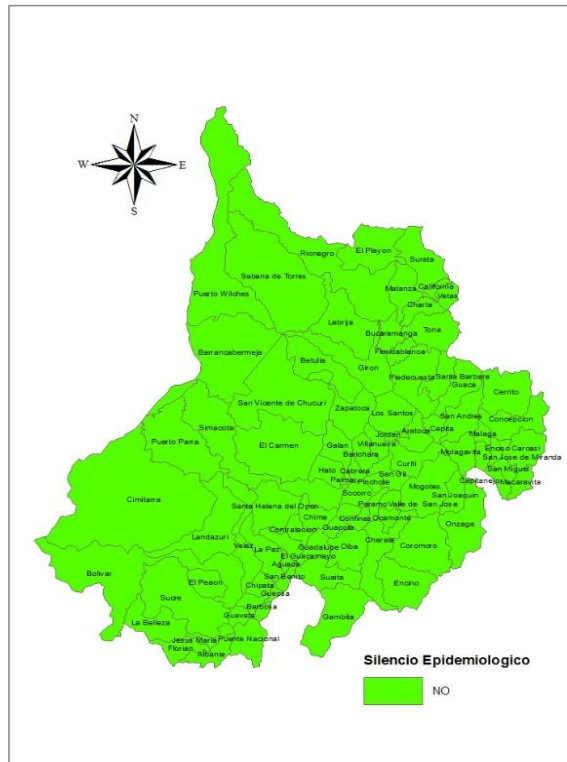 N
W E
S
Rionegro
El Playon
Surata
Sabana de Torres
Matanza
California
Vetas
Puerto Wilches
Charta
Lebrija
Tona
Bucaramanga
Barrancabermeja
Floridablanca
Betulia
Giron
Piedecuesta
Santa Barbara
Guaca
Cerrito
San Vicente de Chucuri
Zapatoca
Los Santos
San Andres
Concepcion
Simacota
Aratoca
Cepita
Puerto Parra
Jordan
Malaga
El Carmen
Galan
Villanueva
Enciso
Carcasi
Barichara
Molagavita
San Jose de Miranda
Hato
Cabrera
Curiti
San Miguel
Palmar
Pinchote
San Gil
Capitanejo
Macaravita
Mogotes
Cimitarra
Socorro
San Joaquin
Santa Helena del Opon
Paramo
Valle de San Jose
Chima
Confines
Ocamonte
Onzaga
Contratacion
Guapota
Landazuri
Charala
Velez
La Paz
Guadalupe
Oiba
Coromoro
El Guacamayo
Aguada
Bolivar
San Benito
Suaita
El Peaon
Chipata
Encino
Guepsa
Sucre
Barbosa
Guavata
Gambita
La Belleza
Jesus Maria
Puente Nacional
Florian
Albania
Silencio Epidemiologico
NO